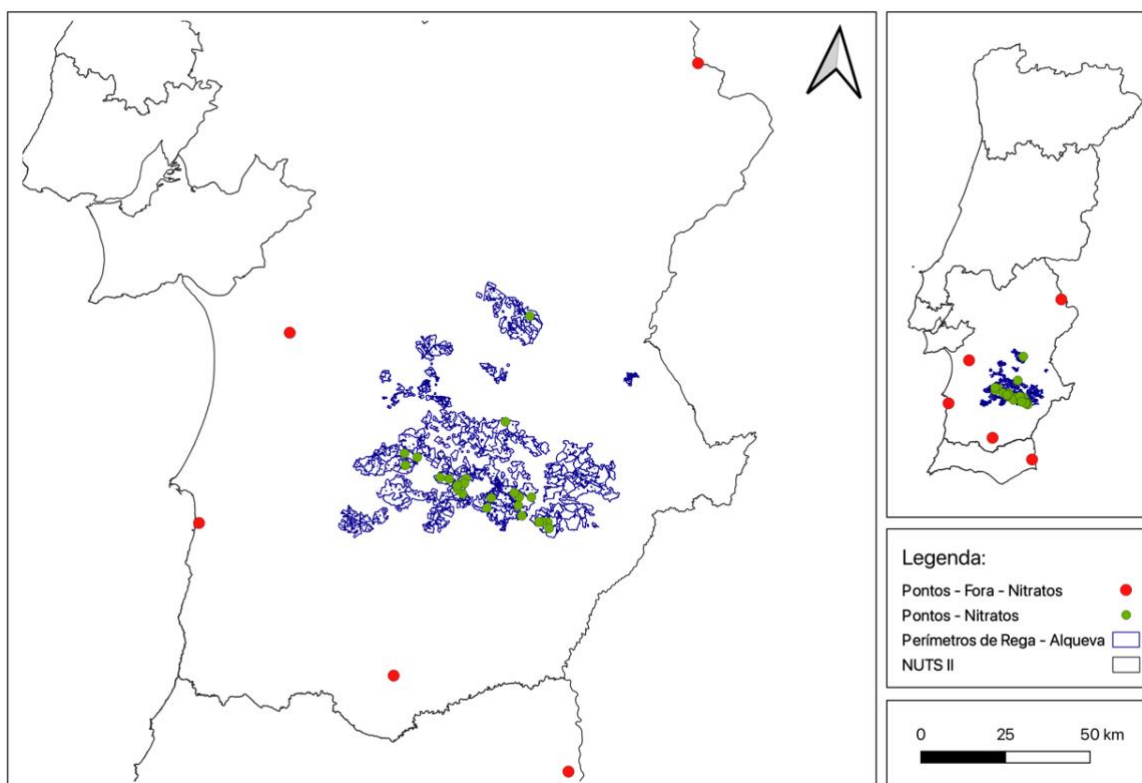 Legenda:
Pontos - Fora - Nitratos
Pontos - Nitratos
Perímetros de Rega - Alqueva
NUTS II
0 25 50 km